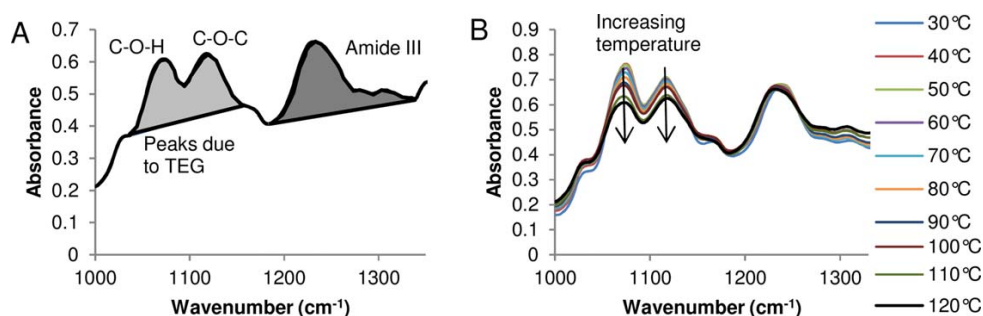 A
0.7
0.6
0.5
0.4
0.3
0.2
0.1
0
Absorbance
C-O-H
C-O-C
Amide III
Peaks due
to TEG
1000
1100
1200
1300
Wavenumber (cm⁻¹)
B
0.9
0.8
0.7
0.6
0.5
0.4
0.3
0.2
0.1
0
Absorbance
Increasing
temperature
1000
1100
1200
1300
Wavenumber (cm⁻¹)
30°C
40°C
50°C
60°C
70°C
80°C
90°C
100°C
110°C
120°C